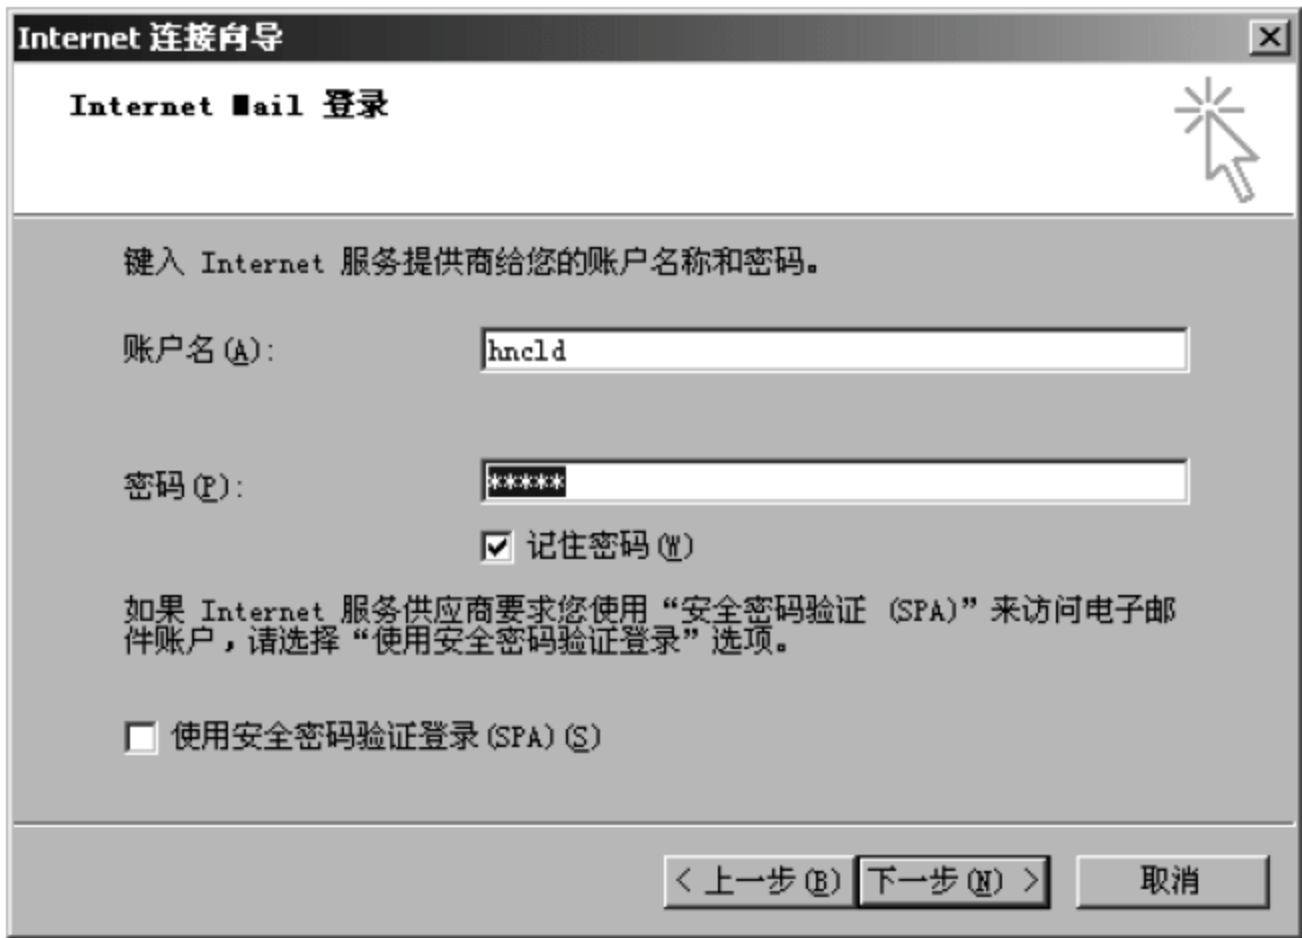 Internet 连接向导
Internet Mail 登录
键入 Internet 服务提供商给您的账户名称和密码。
账户名(A):
hncld
密码(P):
*****
记住密码(W)
如果 Internet 服务供应商要求您使用“安全密码验证 (SPA)”来访问电子邮
件账户，请选择“使用安全密码验证登录”选项。
使用安全密码验证登录(SPA)(S)
< 上一步(B) 下一步(N) > 取消